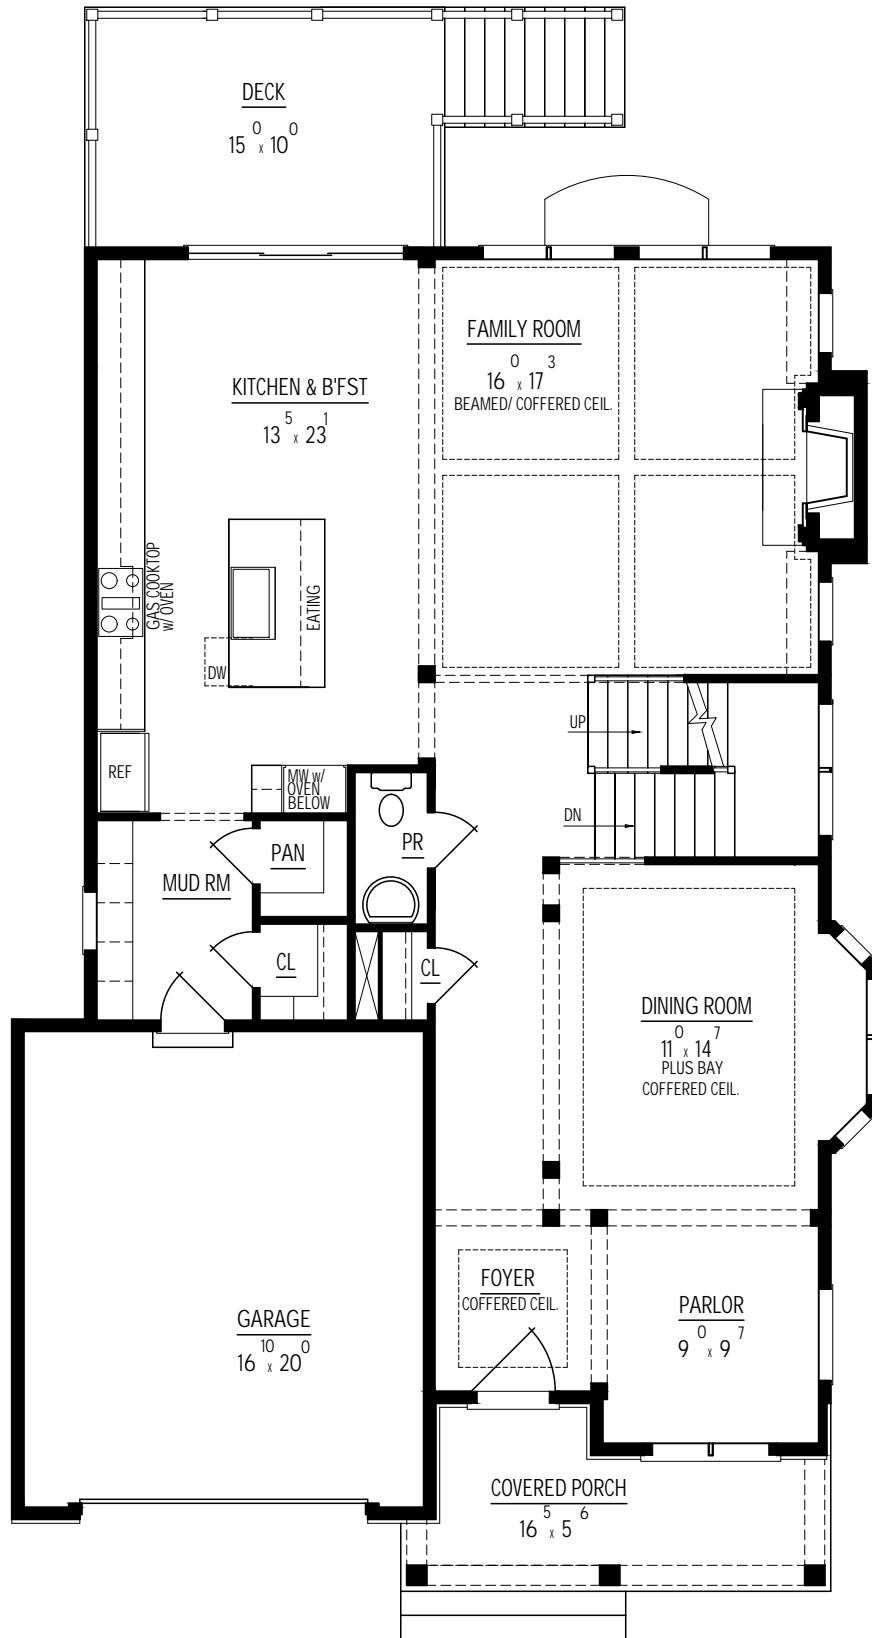 DECK
15⁰ x 10⁰
FAMILY ROOM
16⁰ x 17³
BEAMED/ COFFERED CEIL.
KITCHEN & B'FST
13⁵ x 23¹
GAS COOKTOP
w/ OVEN
EATING
DW
UP
REF
MW w/
OVEN
BELOW
DN
PR
PAN
MUD RM
CL
CL
DINING ROOM
11⁰ x 14⁷
PLUS BAY
COFFERED CEIL.
FOYER
COFFERED CEIL.
PARLOR
9⁰ x 9⁷
GARAGE
16¹⁰ x 20⁰
COVERED PORCH
16⁵ x 5⁶